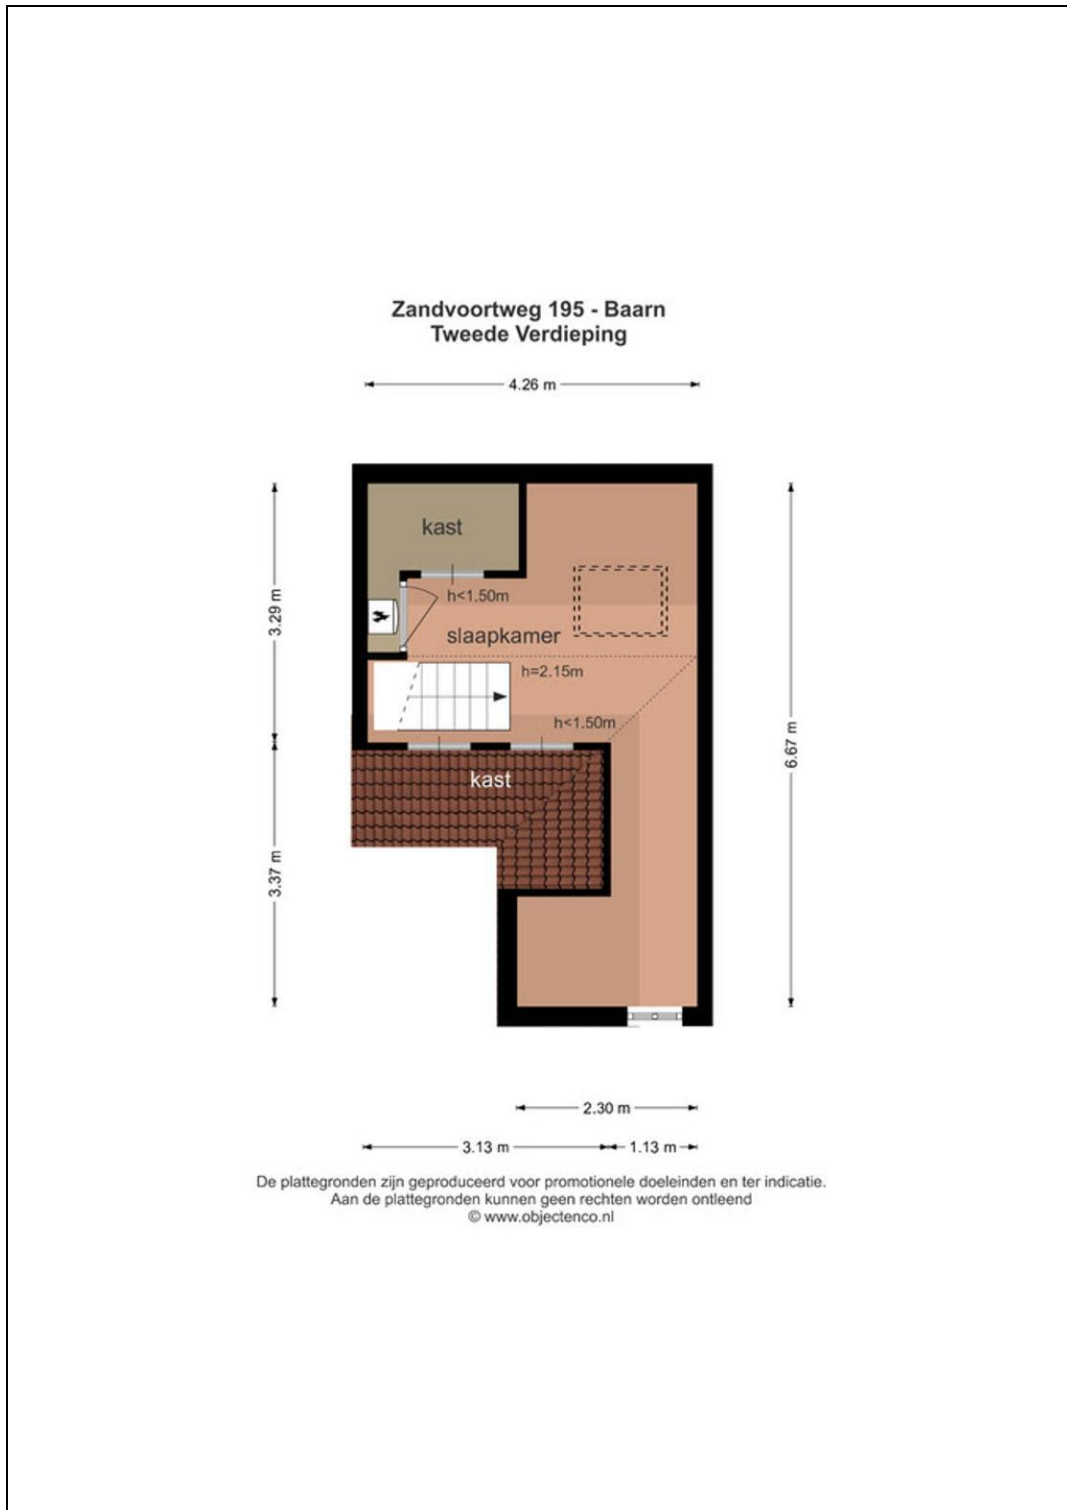 Zandvoortweg 195 - Baarn
Tweede Verdieping
4.26 m
kast
h<1.50m
3.29 m
slaapkamer
h=2.15m
h<1.50m
6.67 m
kast
3.37 m
2.30 m
3.13 m
1.13 m
De plattegronden zijn geproduceerd voor promotionele doeleinden en ter indicatie.
Aan de plattegronden kunnen geen rechten worden ontleend
© www.objectenco.nl